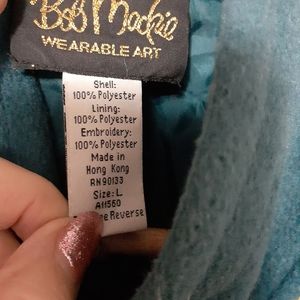 Bob Mackie
WEARABLE ART
Shell:
100% Polyester
Lining:
100% Polyester
Embroidery:
100% Polyester
Made in
Hong Kong
RN90133
Size: L
A11560
Reverse